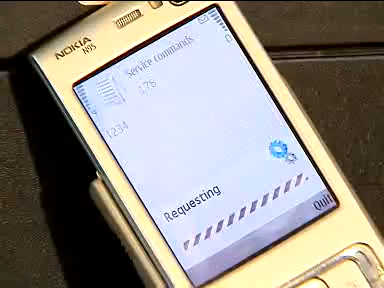 NOKIA
N95
Service commands
178
1234
Requesting
Quit